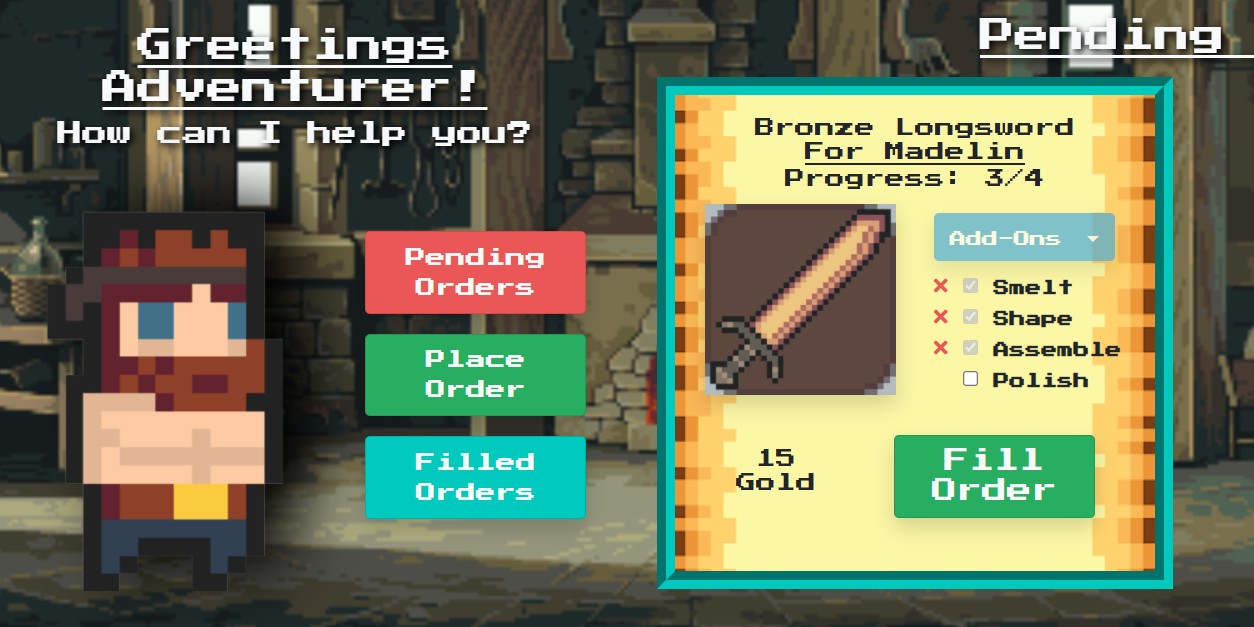 Greetings
Adventurer!
How can I help you?
Pending
Orders
Place
Order
Filled
Orders
Pending
Bronze Longsword
For Madelin
Progress: 3/4
Add-Ons
Smelt
Shape
Assemble
Polish
15
Gold
Fill
Order